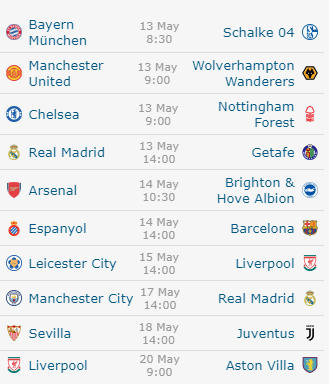 Bayern München 13 May 8:30 Schalke 04
Manchester United 13 May 9:00 Wolverhampton Wanderers
Chelsea 13 May 9:00 Nottingham Forest
Real Madrid 13 May 14:00 Getafe
Arsenal 14 May 10:30 Brighton & Hove Albion
Espanyol 14 May 14:00 Barcelona
Leicester City 15 May 14:00 Liverpool
Manchester City 17 May 14:00 Real Madrid
Sevilla 18 May 14:00 Juventus
Liverpool 20 May 9:00 Aston Villa